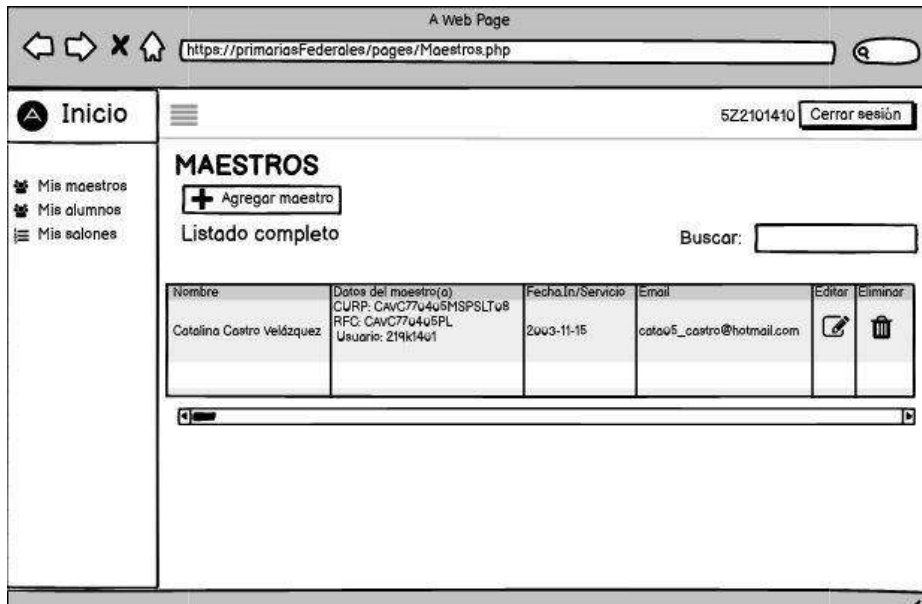 A Web Page
https://primariasFederales/pages/Maestros.php
A Inicio
5Z2101410 Cerrar sesión
Mis maestros
Mis alumnos
Mis salones
MAESTROS
Agregar maestro
Listado completo
Buscar:
Nombre Datos del maestro(a) Fecha.In/Servicio Email Editar Eliminar
CURP: CAVC770405MSPSLT08
RFC: CAVC770405PL
Catalina Castro Velázquez Usuario: 219k1401 2003-11-15 cata05_castro@hotmail.com